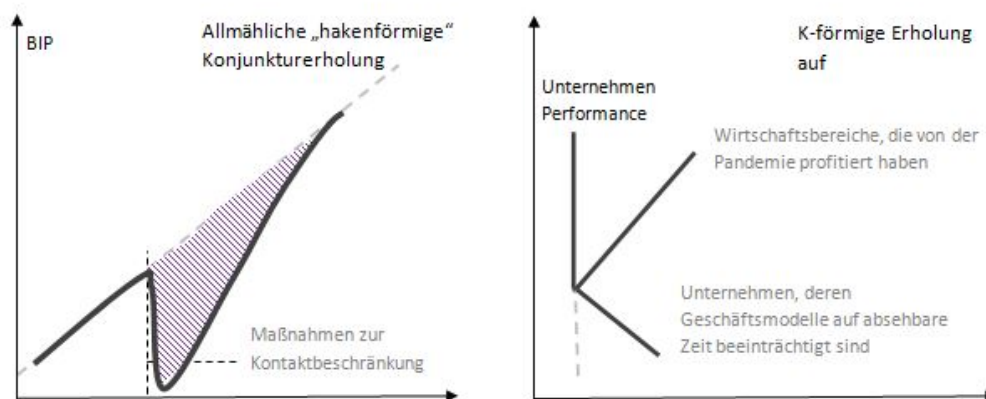 BIP
Allmähliche „hakenförmige“
Konjunkturerholung
Maßnahmen zur
Kontaktbeschränkung
K-förmige Erholung
auf
Unternehmen
Performance
Wirtschaftsbereiche, die von der
Pandemie profitiert haben
Unternehmen, deren
Geschäftsmodelle auf absehbare
Zeit beeinträchtigt sind